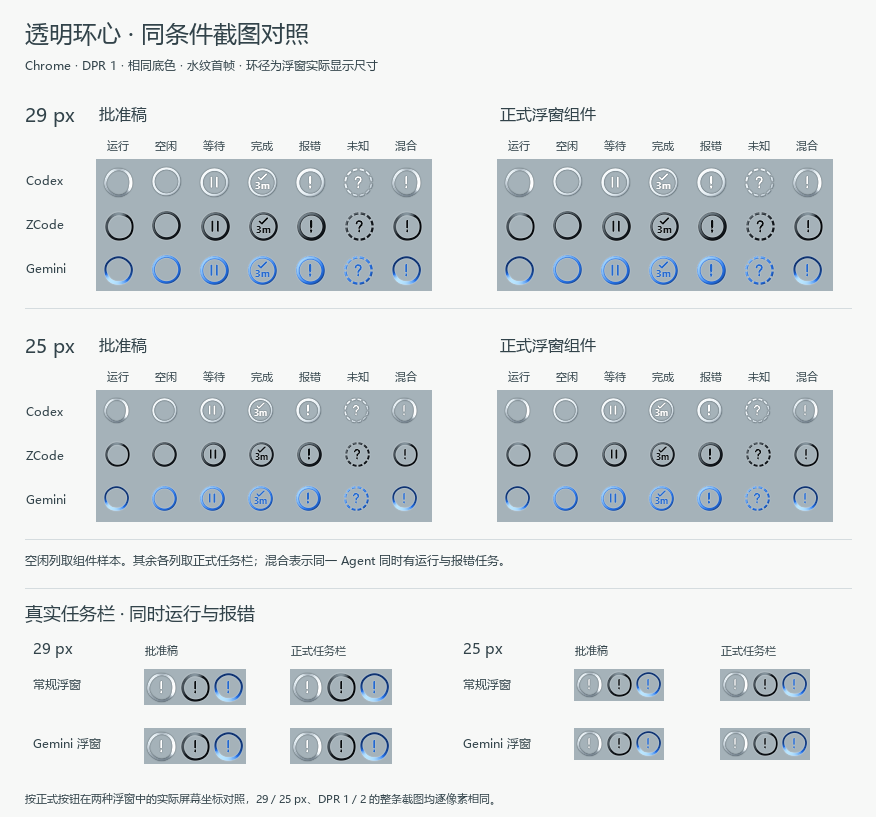 透明环心 · 同条件截图对照
Chrome · DPR 1 · 相同底色 · 水纹首帧 · 环径为浮窗实际显示尺寸
29 px 批准稿 正式浮窗组件
运行 空闲 等待 完成 报错 未知 混合 运行 空闲 等待 完成 报错 未知 混合
Codex 3m ! ? ! 3m ! ? !
ZCode 3m ! ? ! 3m ! ? !
Gemini 3m ! ? ! 3m ! ? !
25 px 批准稿 正式浮窗组件
运行 空闲 等待 完成 报错 未知 混合 运行 空闲 等待 完成 报错 未知 混合
Codex 3m ! ? ! 3m ! ? !
ZCode 3m ! ? ! 3m ! ? !
Gemini 3m ! ? ! 3m ! ? !
空闲列取组件样本。其余各列取正式任务栏；混合表示同一 Agent 同时有运行与报错任务。
真实任务栏 · 同时运行与报错
29 px 批准稿 正式任务栏 25 px 批准稿 正式任务栏
常规浮窗 ! ! ! ! ! ! 常规浮窗 ! ! ! ! ! !
Gemini 浮窗 ! ! ! ! ! ! Gemini 浮窗 ! ! ! ! ! !
按正式按钮在两种浮窗中的实际屏幕坐标对照，29 / 25 px、DPR 1 / 2 的整条截图均逐像素相同。